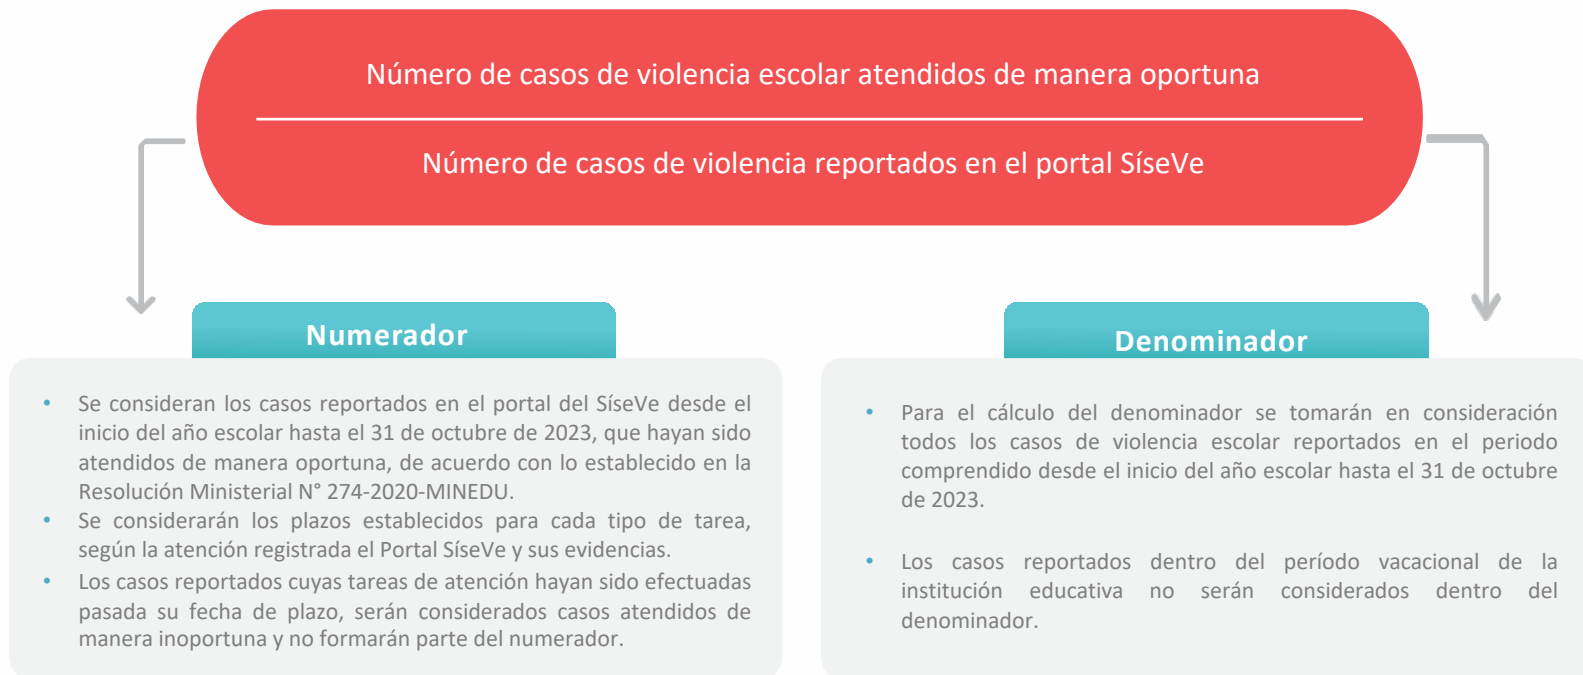 Número de casos de violencia escolar atendidos de manera oportuna
Número de casos de violencia reportados en el portal SíseVe
Numerador
• Se consideran los casos reportados en el portal del SíseVe desde el
inicio del año escolar hasta el 31 de octubre de 2023, que hayan sido
atendidos de manera oportuna, de acuerdo con lo establecido en la
Resolución Ministerial N° 274-2020-MINEDU.
• Se considerarán los plazos establecidos para cada tipo de tarea,
según la atención registrada el Portal SíseVe y sus evidencias.
• Los casos reportados cuyas tareas de atención hayan sido efectuadas
pasada su fecha de plazo, serán considerados casos atendidos de
manera inoportuna y no formarán parte del numerador.
Denominador
• Para el cálculo del denominador se tomarán en consideración
todos los casos de violencia escolar reportados en el periodo
comprendido desde el inicio del año escolar hasta el 31 de octubre
de 2023.
• Los casos reportados dentro del período vacacional de la
institución educativa no serán considerados dentro del
denominador.